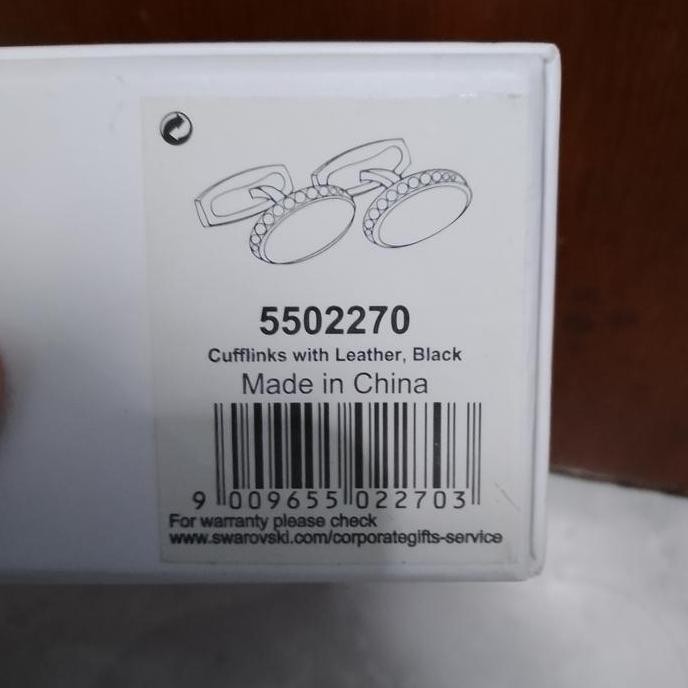 5502270
Cufflinks with Leather, Black
Made in China
9 009655 022703
For warranty please check
www.swarovski.com/corporategifts-service